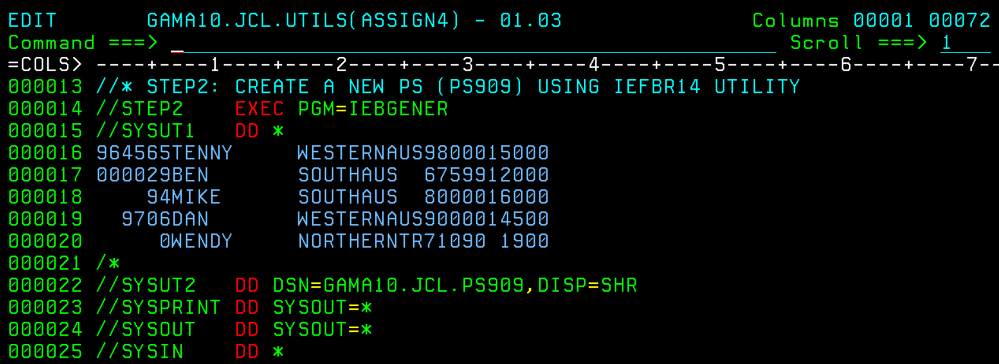 EDIT       GAMA10.JCL.UTILS(ASSIGN4) - 01.03               Columns 00001 00072
Command ===> _                                                Scroll ===> 1
=COLS> ----+----1----+----2----+----3----+----4----+----5----+----6----+----7--
000013 //* STEP2: CREATE A NEW PS (PS909) USING IEFBR14 UTILITY
000014 //STEP2    EXEC PGM=IEBGENER
000015 //SYSUT1   DD *
000016 964565TENNY     WESTERNAUS9800015000
000017 000029BEN       SOUTHAUS  6759912000
000018     94MIKE      SOUTHAUS  8000016000
000019   9706DAN       WESTERNAUS9000014500
000020      0WENDY     NORTHERNTR71090 1900
000021 /*
000022 //SYSUT2   DD DSN=GAMA10.JCL.PS909,DISP=SHR
000023 //SYSPRINT DD SYSOUT=*
000024 //SYSOUT   DD SYSOUT=*
000025 //SYSIN    DD *